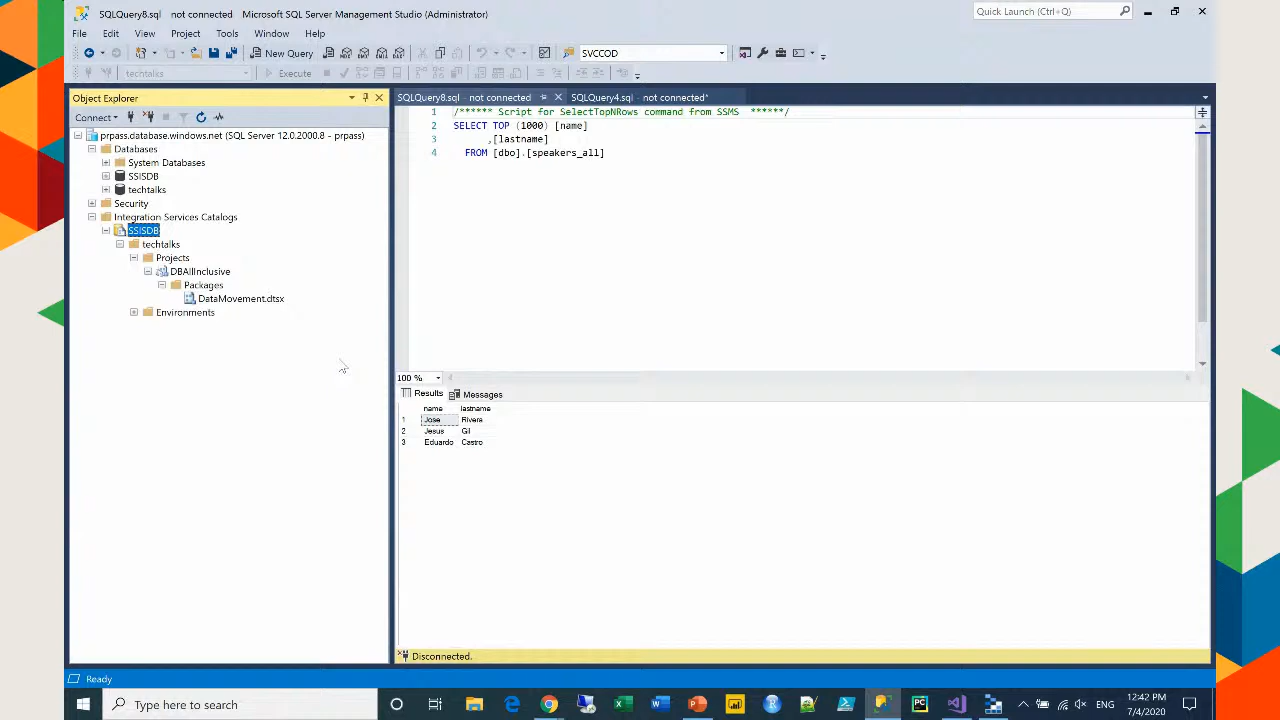 SQLQuery8.sql - not connected - Microsoft SQL Server Management Studio (Administrator)
Quick Launch (Ctrl+Q)
File Edit View Project Tools Window Help
New Query
SVCCOD
techtalks
Execute
Object Explorer
Connect
prpass.database.windows.net (SQL Server 12.0.2000.8 - prpass)
Databases
System Databases
SSISDB
techtalks
Security
Integration Services Catalogs
SSISDB
techtalks
Projects
DBAllInclusive
Packages
DataMovement.dtsx
Environments
SQLQuery8.sql - not connected
SQLQuery4.sql - not connected*
1 /****** Script for SelectTopNRows command from SSMS ******/
2 SELECT TOP (1000) [name]
3 ,[lastname]
4 FROM [dbo].[speakers_all]
100 %
Results Messages
name lastname
1 Jose Rivera
2 Jesus Gil
3 Eduardo Castro
Disconnected.
Ready
Type here to search
ENG
12:42 PM
7/4/2020